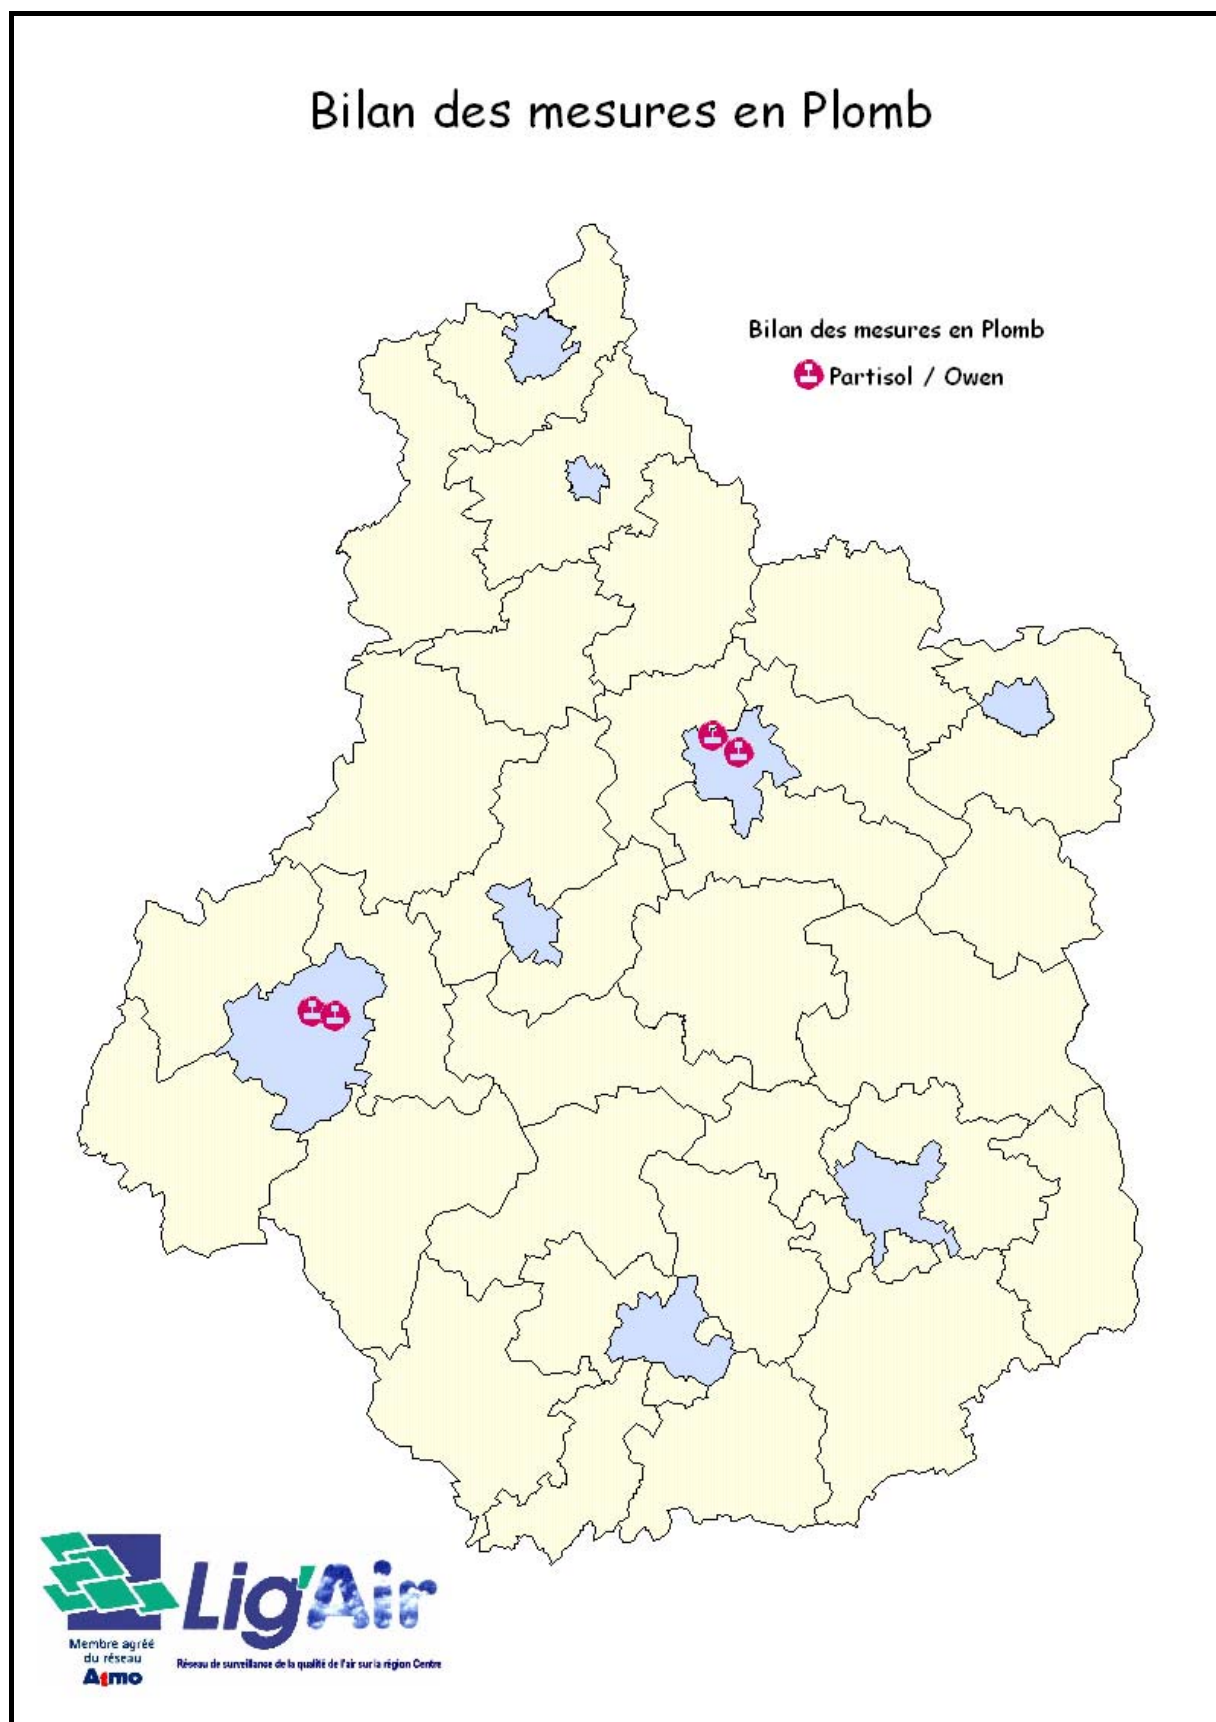 Bilan des mesures en Plomb
Bilan des mesures en Plomb
Partisol / Owen
Lig'Air
Membre agréé
du réseau
Atmo
Réseau de surveillance de la qualité de l'air sur la région Centre